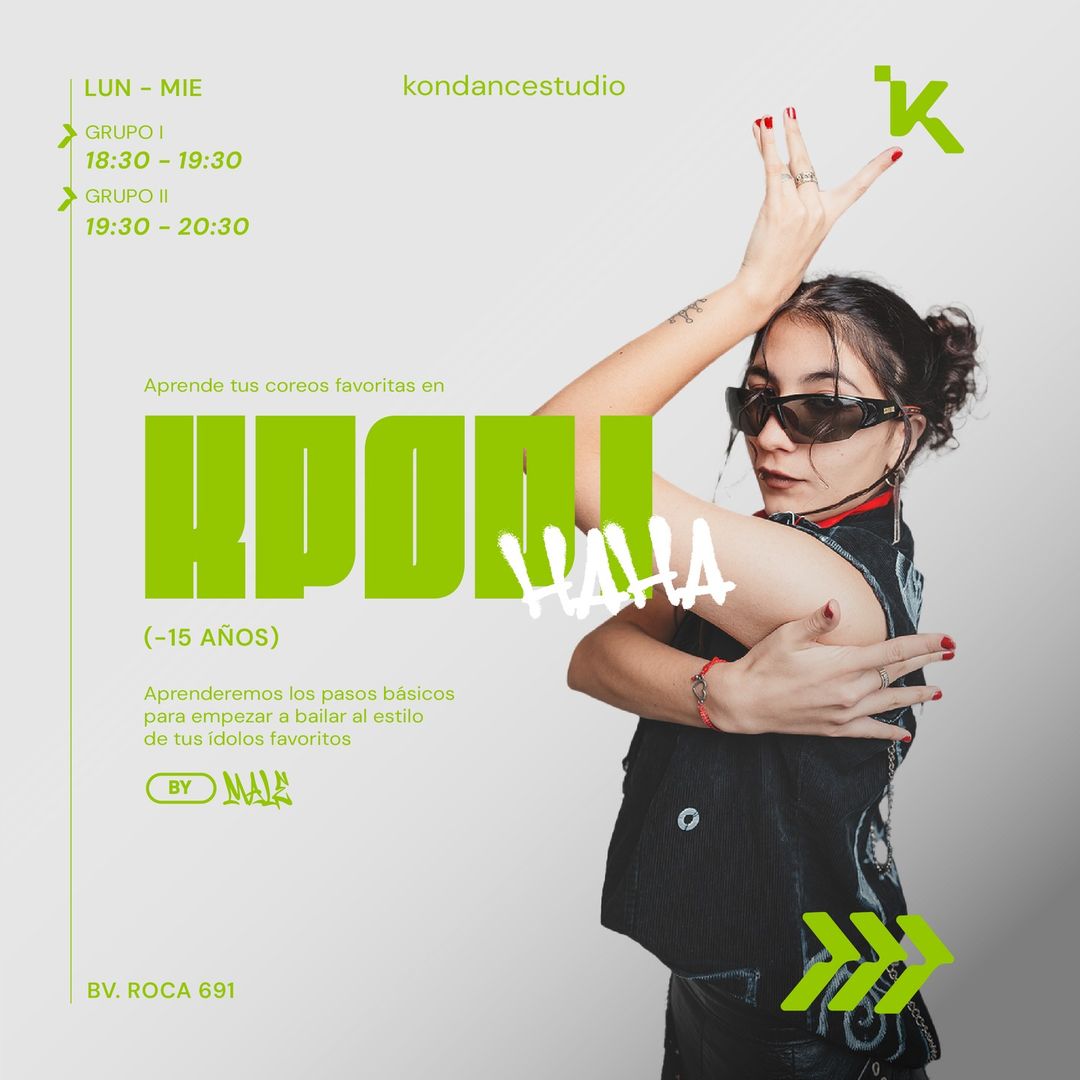 LUN - MIE
GRUPO I
18:30 - 19:30
GRUPO II
19:30 - 20:30
kondancestudio
K
Aprende tus coreos favoritas en
KPOP!
HAHA
(-15 AÑOS)
Aprenderemos los pasos básicos
para empezar a bailar al estilo
de tus ídolos favoritos
BY MALE
BV. ROCA 691